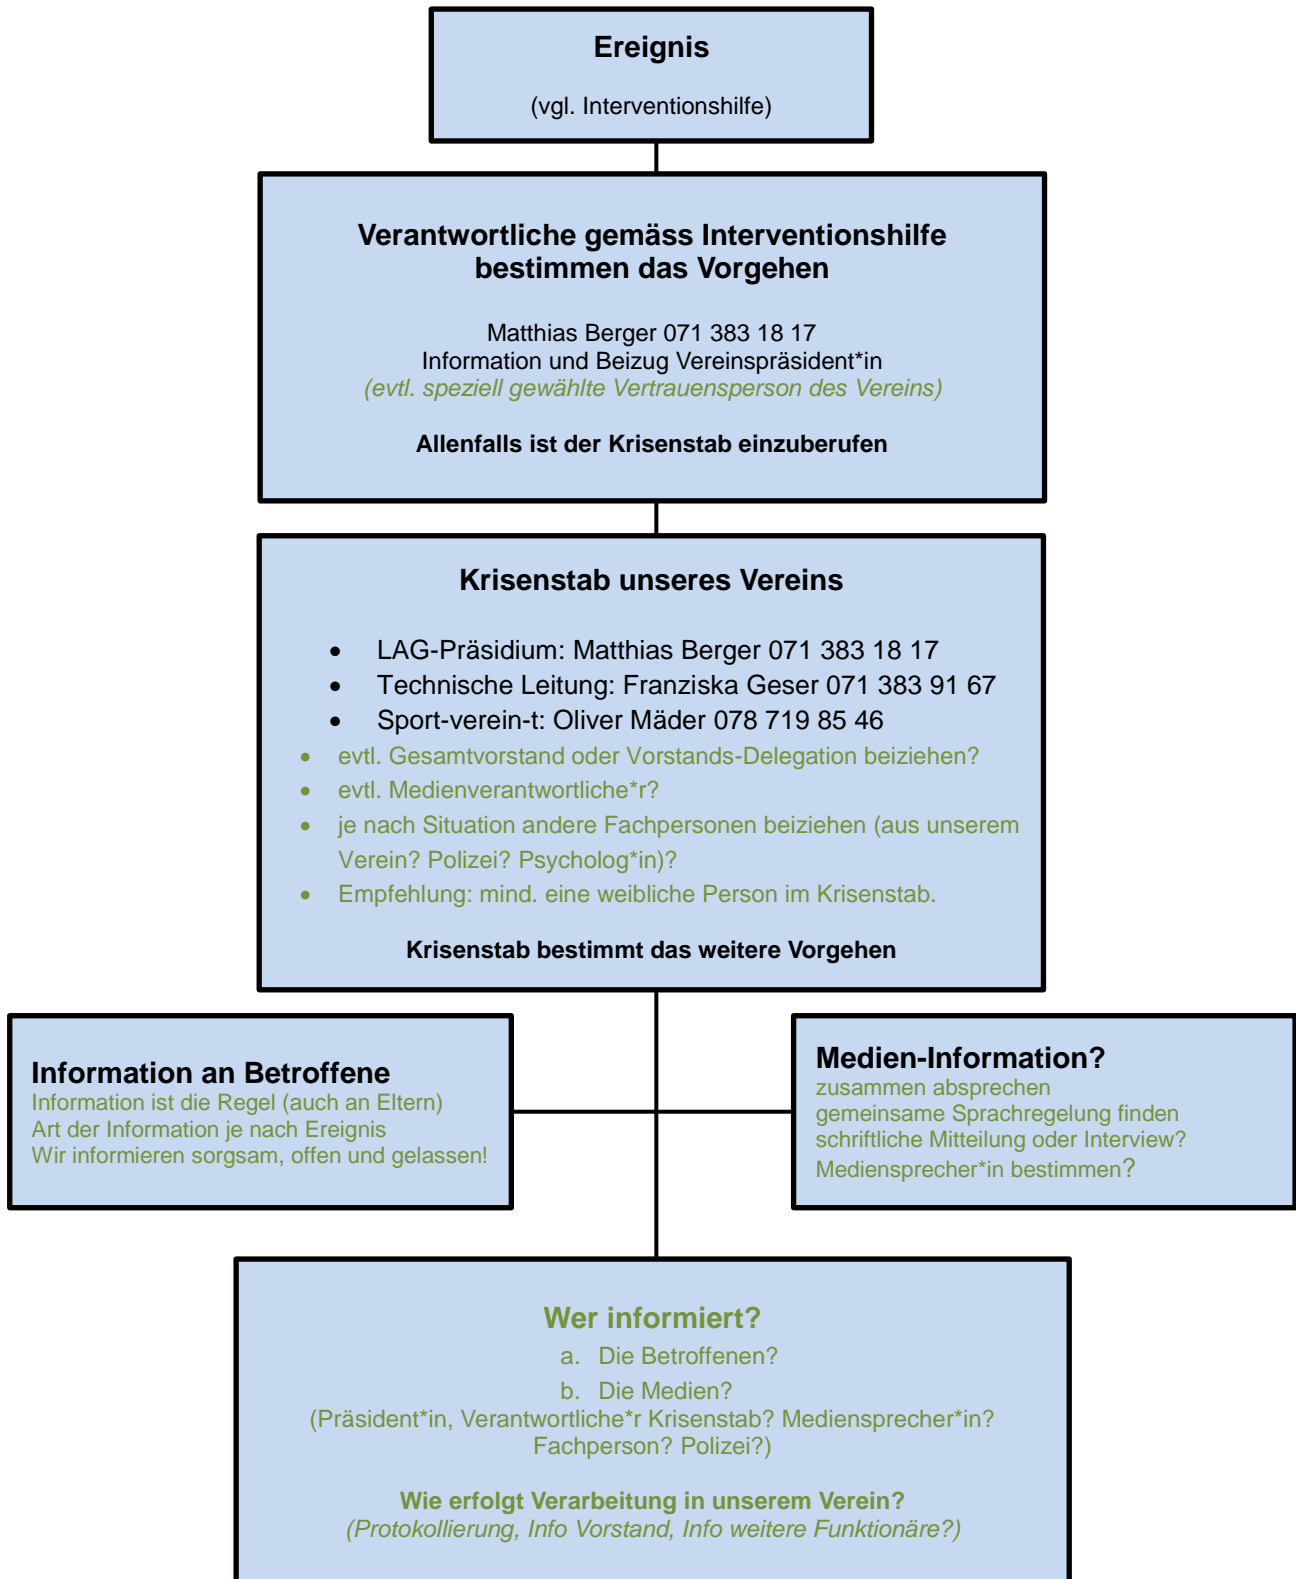 Ereignis
(vgl. Interventionshilfe)
Verantwortliche gemäss Interventionshilfe
bestimmen das Vorgehen
Matthias Berger 071 383 18 17
Information und Beizug Vereinspräsident*in
(evtl. speziell gewählte Vertrauensperson des Vereins)
Allenfalls ist der Krisenstab einzuberufen
Krisenstab unseres Vereins
• LAG-Präsidium: Matthias Berger 071 383 18 17
• Technische Leitung: Franziska Geser 071 383 91 67
• Sport-verein-t: Oliver Mäder 078 719 85 46
• evtl. Gesamtvorstand oder Vorstands-Delegation beiziehen?
• evtl. Medienverantwortliche*r?
• je nach Situation andere Fachpersonen beiziehen (aus unserem
Verein? Polizei? Psycholog*in)?
• Empfehlung: mind. eine weibliche Person im Krisenstab.
Krisenstab bestimmt das weitere Vorgehen
Information an Betroffene
Information ist die Regel (auch an Eltern)
Art der Information je nach Ereignis
Wir informieren sorgsam, offen und gelassen!
Medien-Information?
zusammen absprechen
gemeinsame Sprachregelung finden
schriftliche Mitteilung oder Interview?
Mediensprecher*in bestimmen?
Wer informiert?
a. Die Betroffenen?
b. Die Medien?
(Präsident*in, Verantwortliche*r Krisenstab? Mediensprecher*in?
Fachperson? Polizei?)
Wie erfolgt Verarbeitung in unserem Verein?
(Protokollierung, Info Vorstand, Info weitere Funktionäre?)